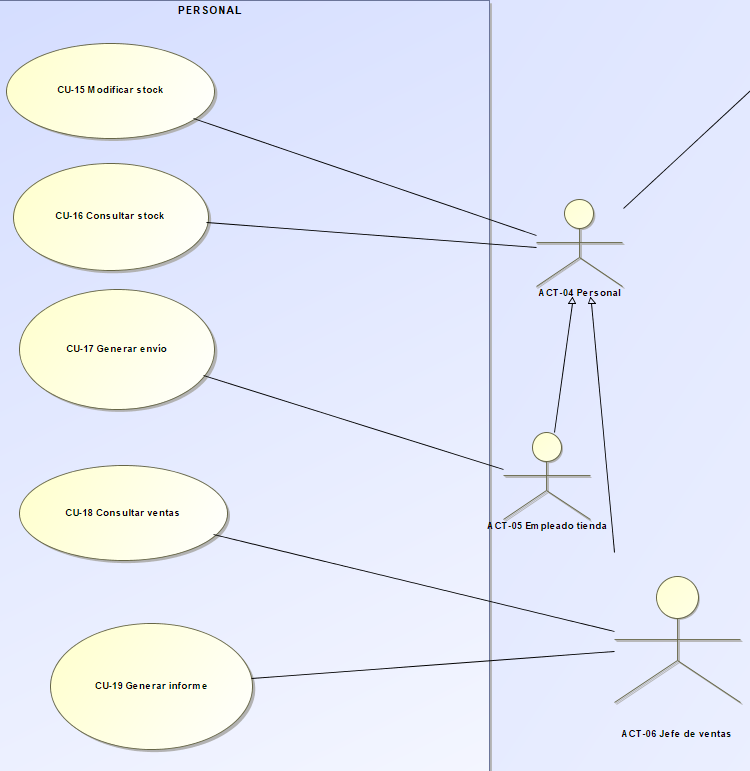 PERSONAL
CU-15 Modificar stock
CU-16 Consultar stock
ACT-04 Personal
CU-17 Generar envío
CU-18 Consultar ventas
ACT-05 Empleado tienda
CU-19 Generar informe
ACT-06 Jefe de ventas